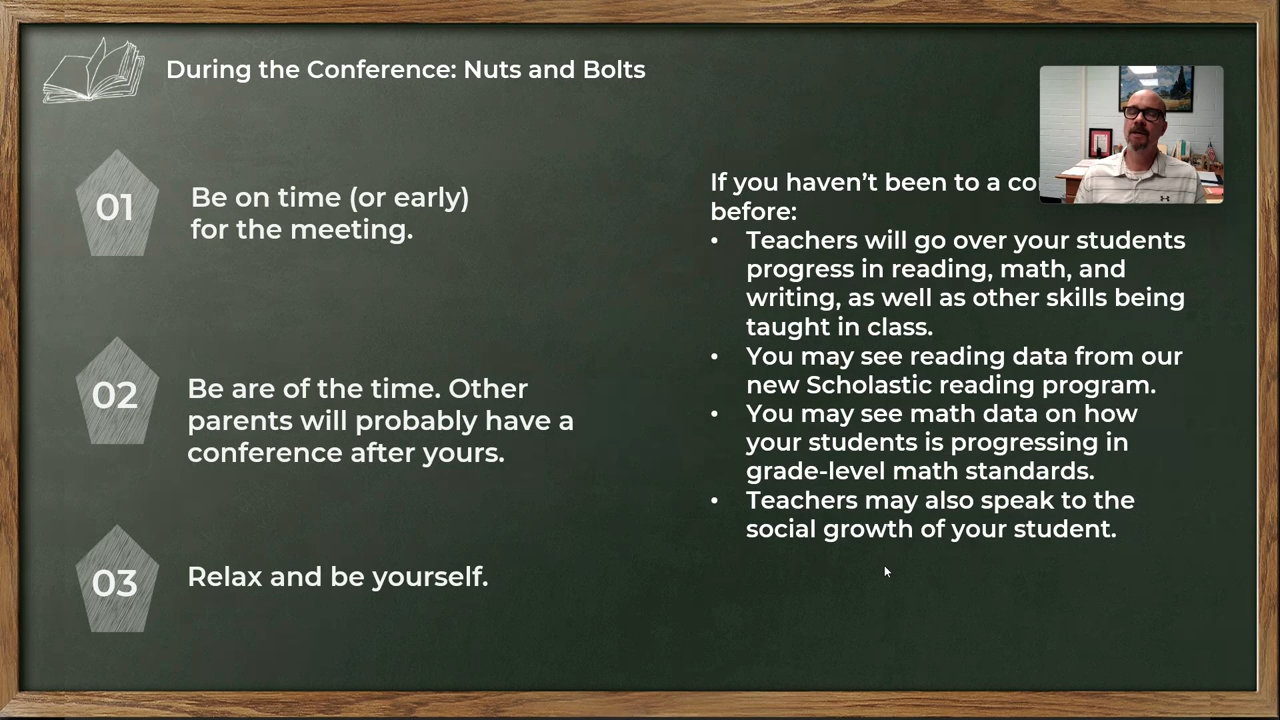 During the Conference: Nuts and Bolts
01
Be on time (or early)
for the meeting.
02
Be are of the time. Other
parents will probably have a
conference after yours.
03
Relax and be yourself.
If you haven’t been to a
before:
• Teachers will go over your students
progress in reading, math, and
writing, as well as other skills being
taught in class.
• You may see reading data from our
new Scholastic reading program.
• You may see math data on how
your students is progressing in
grade-level math standards.
• Teachers may also speak to the
social growth of your student.